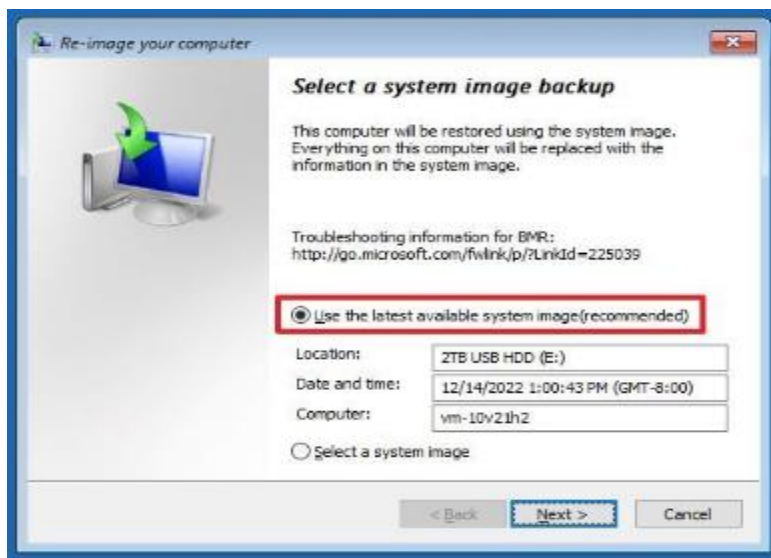 Re-image your computer
Select a system image backup
This computer will be restored using the system image.
Everything on this computer will be replaced with the
information in the system image.
Troubleshooting information for BMR:
http://go.microsoft.com/fwlink/p/?LinkId=225039
Use the latest available system image(recommended)
Location: 2TB USB HDD (E:)
Date and time: 12/14/2022 1:00:43 PM (GMT-8:00)
Computer: vm-10v21h2
Select a system image
< Back Next > Cancel